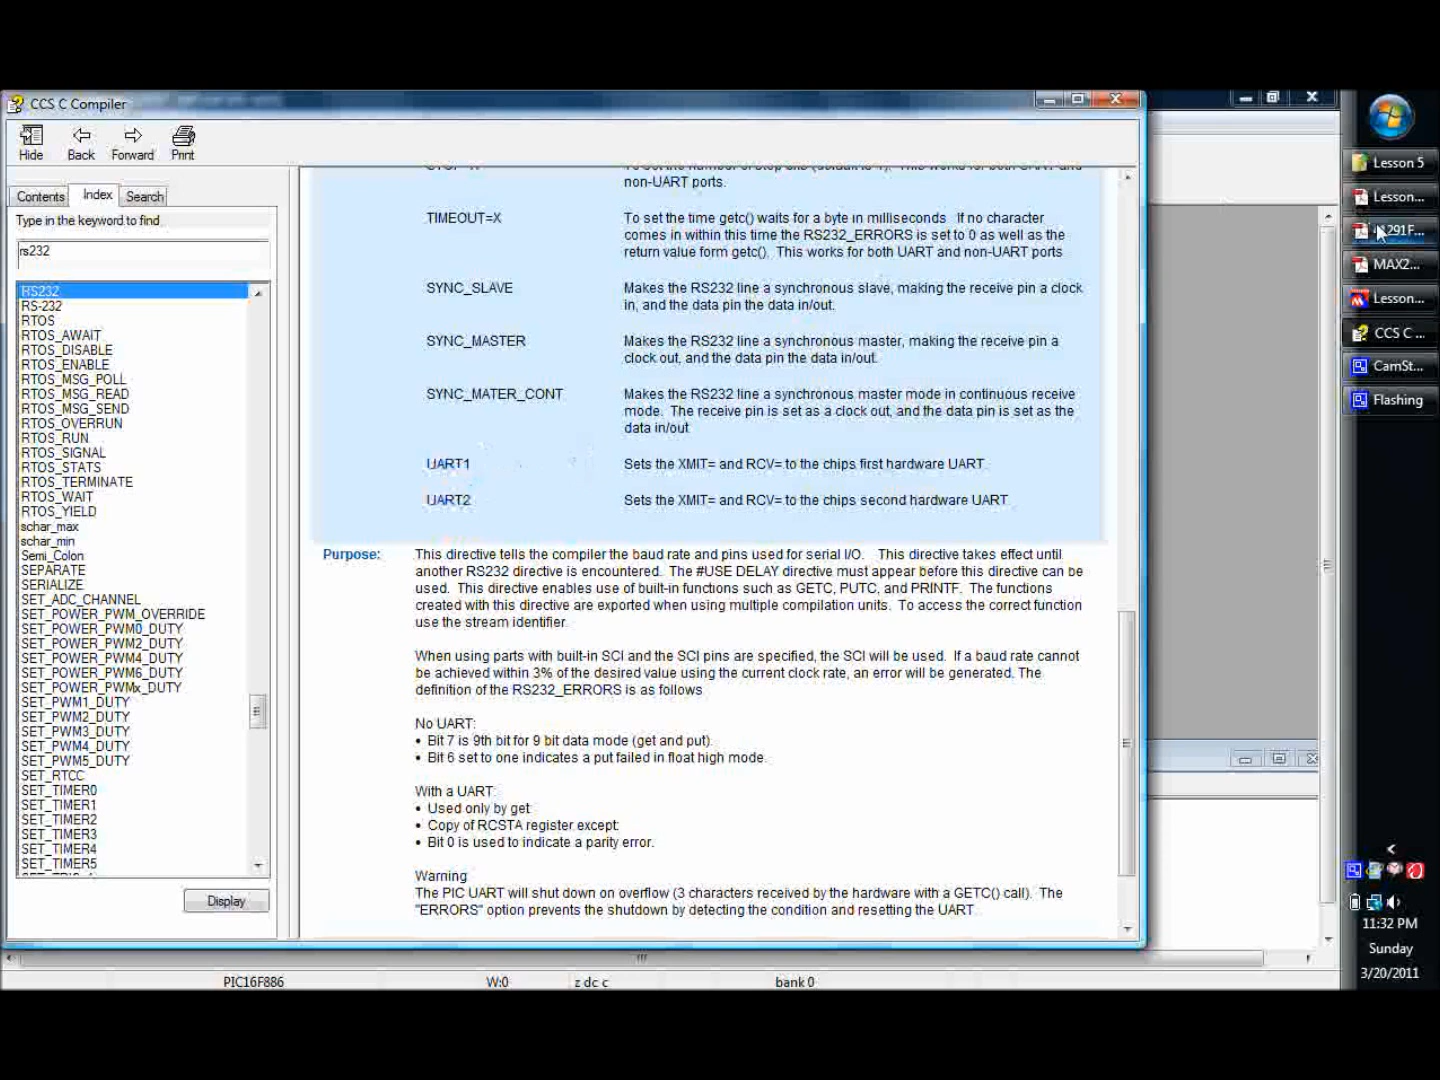 CCS C Compiler
Hide
Back
Forward
Print
Contents
Index
Search
Type in the keyword to find
rs232
RS232
RS-232
RTOS
RTOS_AWAIT
RTOS_DISABLE
RTOS_ENABLE
RTOS_MSG_POLL
RTOS_MSG_READ
RTOS_MSG_SEND
RTOS_OVERRUN
RTOS_RUN
RTOS_SIGNAL
RTOS_STATS
RTOS_TERMINATE
RTOS_WAIT
RTOS_YIELD
schar_max
schar_min
Semi_Colon
SEPARATE
SERIALIZE
SET_ADC_CHANNEL
SET_POWER_PWM_OVERRIDE
SET_POWER_PWM0_DUTY
SET_POWER_PWM2_DUTY
SET_POWER_PWM4_DUTY
SET_POWER_PWM6_DUTY
SET_POWER_PWMx_DUTY
SET_PWM1_DUTY
SET_PWM2_DUTY
SET_PWM3_DUTY
SET_PWM4_DUTY
SET_PWM5_DUTY
SET_RTCC
SET_TIMER0
SET_TIMER1
SET_TIMER2
SET_TIMER3
SET_TIMER4
SET_TIMER5
Display
non-UART ports.
TIMEOUT=X
To set the time getc() waits for a byte in milliseconds If no character
comes in within this time the RS232_ERRORS is set to 0 as well as the
return value form getc(). This works for both UART and non-UART ports
SYNC_SLAVE
Makes the RS232 line a synchronous slave, making the receive pin a clock
in, and the data pin the data in/out.
SYNC_MASTER
Makes the RS232 line a synchronous master, making the receive pin a
clock out, and the data pin the data in/out.
SYNC_MATER_CONT
Makes the RS232 line a synchronous master mode in continuous receive
mode. The receive pin is set as a clock out, and the data pin is set as the
data in/out
UART1
Sets the XMIT= and RCV= to the chips first hardware UART.
UART2
Sets the XMIT= and RCV= to the chips second hardware UART.
Purpose:
This directive tells the compiler the baud rate and pins used for serial I/O. This directive takes effect until
another RS232 directive is encountered. The #USE DELAY directive must appear before this directive can be
used. This directive enables use of built-in functions such as GETC, PUTC, and PRINTF. The functions
created with this directive are exported when using multiple compilation units. To access the correct function
use the stream identifier.
When using parts with built-in SCI and the SCI pins are specified, the SCI will be used. If a baud rate cannot
be achieved within 3% of the desired value using the current clock rate, an error will be generated. The
definition of the RS232_ERRORS is as follows
No UART:
• Bit 7 is 9th bit for 9 bit data mode (get and put).
• Bit 6 set to one indicates a put failed in float high mode.
With a UART:
• Used only by get:
• Copy of RCSTA register except:
• Bit 0 is used to indicate a parity error.
Warning
The PIC UART will shut down on overflow (3 characters received by the hardware with a GETC() call). The
"ERRORS" option prevents the shutdown by detecting the condition and resetting the UART.
PIC16F886
W:0
z dc c
bank 0
Lesson 5
Lesson...
291F...
MAX2...
Lesson...
CCS C ...
CamSt...
Flashing
11:32 PM
Sunday
3/20/2011